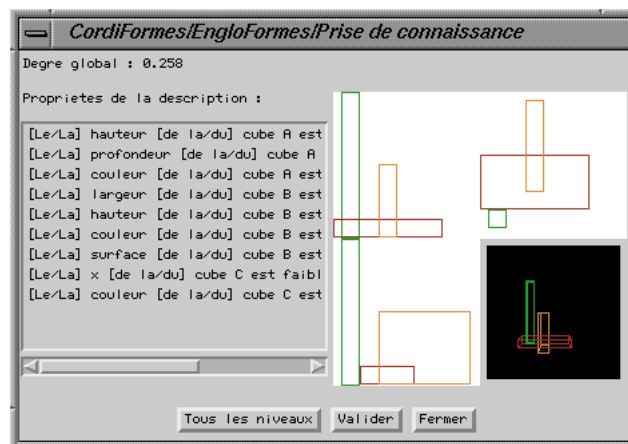 CordiFormes/EngloFormes/Prise de connaissance
Degre global : 0.258
Proprietes de la description :
[Le/La] hauteur [de la/du] cube A est
[Le/La] profondeur [de la/du] cube A
[Le/La] couleur [de la/du] cube A est
[Le/La] largeur [de la/du] cube B est
[Le/La] hauteur [de la/du] cube B est
[Le/La] couleur [de la/du] cube B est
[Le/La] surface [de la/du] cube B est
[Le/La] x [de la/du] cube C est faibl
[Le/La] couleur [de la/du] cube C est
Tous les niveaux Valider Fermer